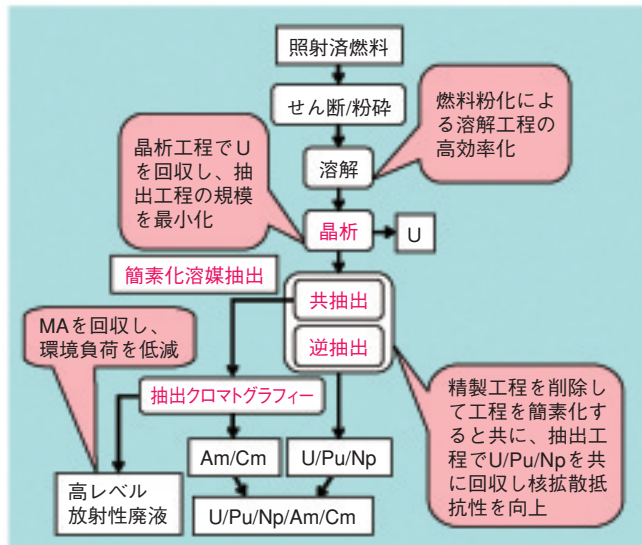 照射済燃料
せん断/粉砕
燃料粉化によ
る溶解工程の
高効率化
溶解
晶析工程でU
を回収し、抽
出工程の規模
を最小化
晶析
U
簡素化溶媒抽出
共抽出
逆抽出
MAを回収し、
環境負荷を低減
抽出クロマトグラフィー
精製工程を削除し
て工程を簡素化す
ると共に、抽出工
程でU/Pu/Npを共
に回収し核拡散抵
抗性を向上
Am/Cm
U/Pu/Np
高レベル
放射性廃液
U/Pu/Np/Am/Cm